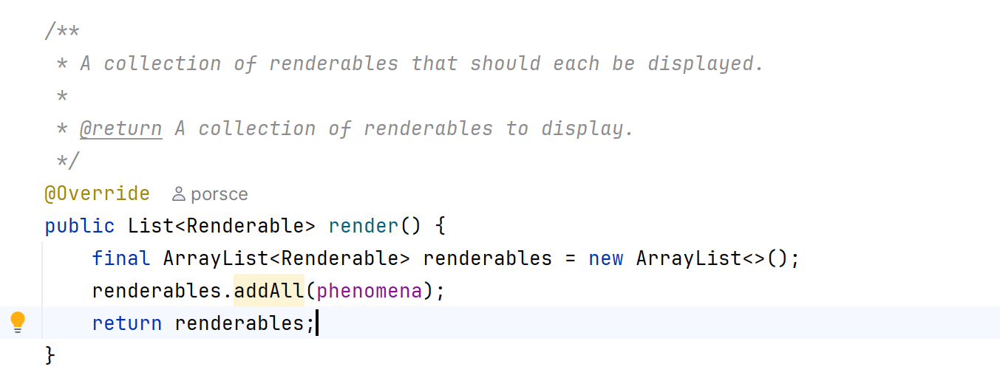 /**
 * A collection of renderables that should each be displayed.
 *
 * @return A collection of renderables to display.
 */
@Override porsce
public List<Renderable> render() {
    final ArrayList<Renderable> renderables = new ArrayList<>();
    renderables.addAll(phenomena);
    return renderables;
}